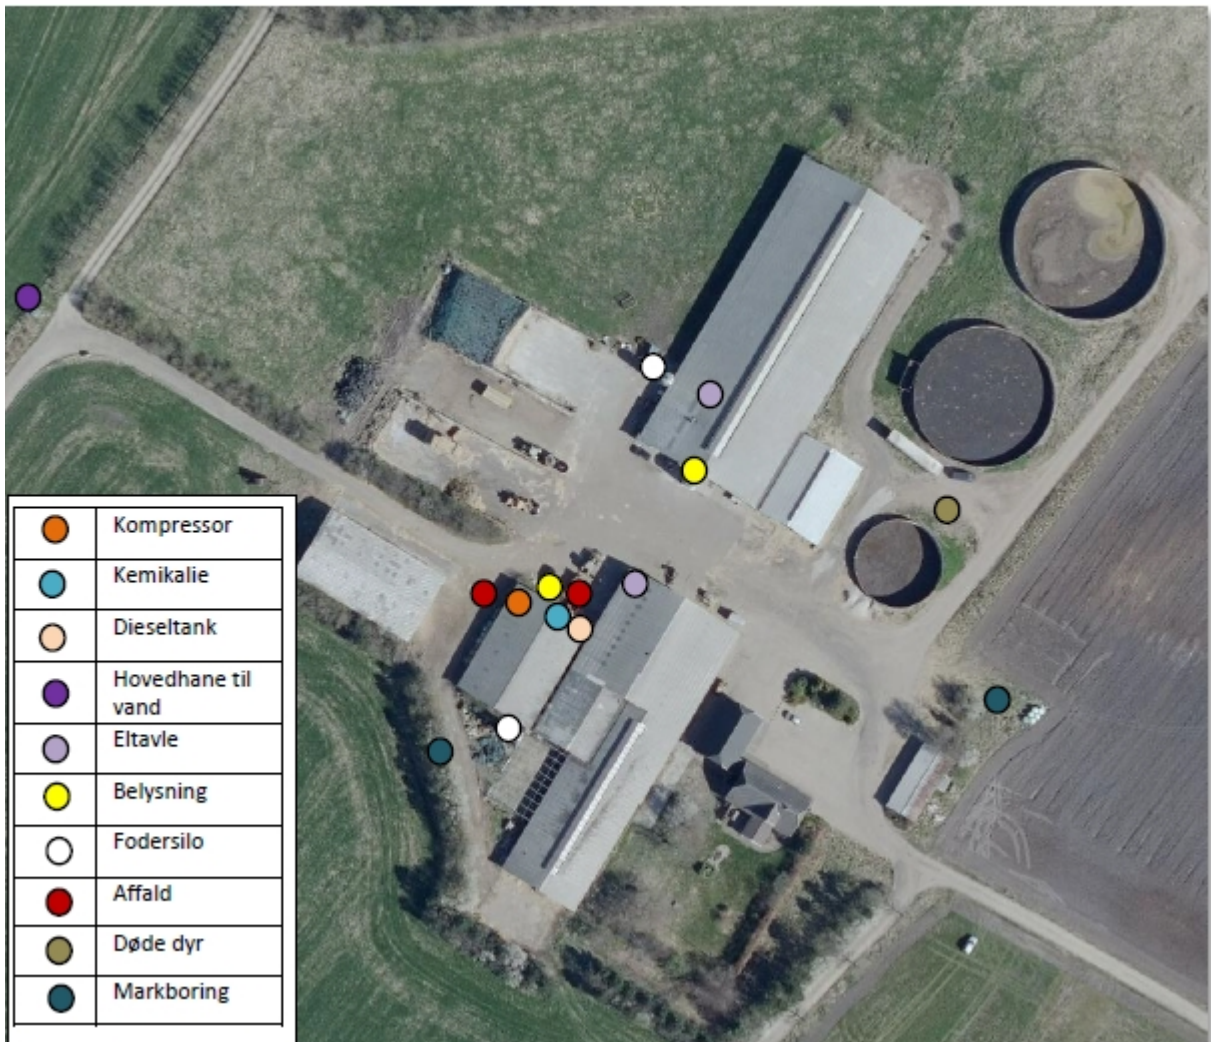 Kompressor
Kemikalie
Dieseltank
Hovedhane til
vand
Eltavle
Belysning
Fodersilo
Affald
Døde dyr
Markboring